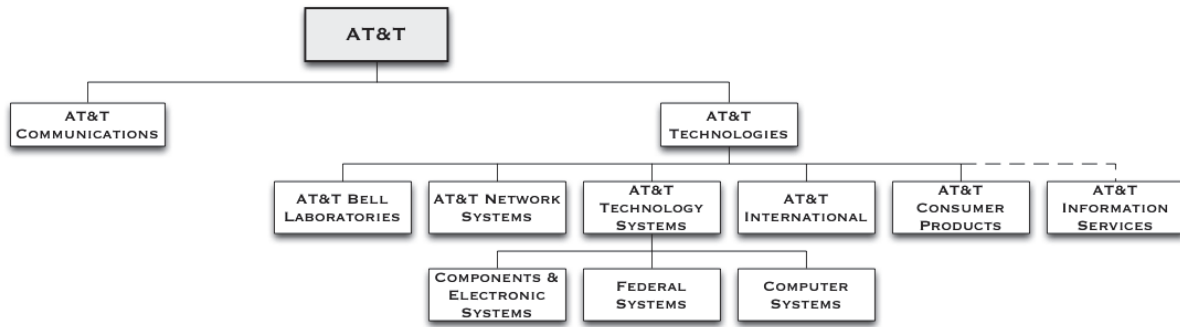 AT&T
AT&T
COMMUNICATIONS
AT&T
TECHNOLOGIES
AT&T BELL
LABORATORIES
AT&T NETWORK
SYSTEMS
AT&T
TECHNOLOGY
SYSTEMS
AT&T
INTERNATIONAL
AT&T
CONSUMER
PRODUCTS
AT&T
INFORMATION
SERVICES
COMPONENTS &
ELECTRONIC
SYSTEMS
FEDERAL
SYSTEMS
COMPUTER
SYSTEMS